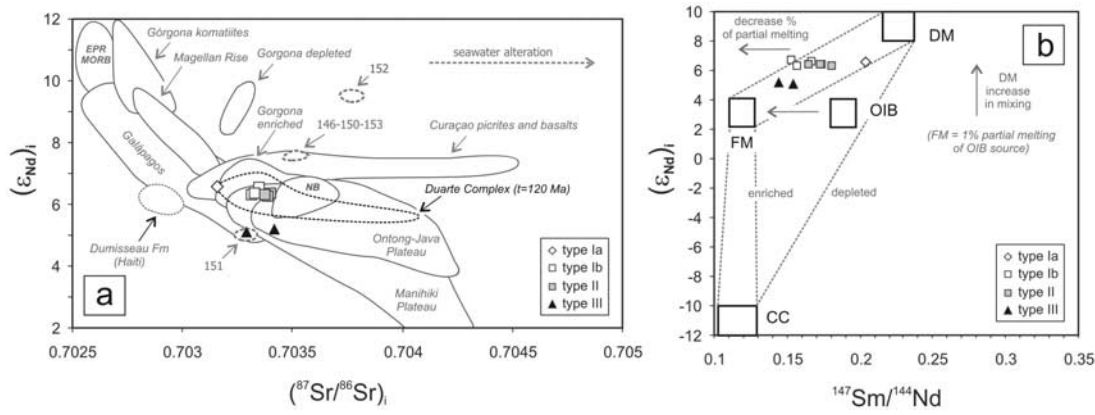 12
10
8
6
4
2
(εNd)i
EPR
MORB
Górgona komatiites
Magellan Rise
Gorgona depleted
152
seawater alteration
146-150-153
Gorgona
enriched
Curaçao picrites and basalts
Galápagos
NB
Duarte Complex (t=120 Ma)
Dumisseau Fm
(Haiti)
151
Ontong-Java
Plateau
Manihiki
Plateau
a
type Ia
type Ib
type II
type III
0.7025
0.703
0.7035
0.704
0.7045
0.705
(87Sr/86Sr)i
10
8
6
4
2
0
-2
-4
-6
-8
-10
-12
(εNd)i
decrease %
of partial melting
DM
b
DM
increase
in mixing
OIB
FM
(FM = 1% partial melting
of OIB source)
enriched
depleted
CC
type Ia
type Ib
type II
type III
0.1
0.15
0.2
0.25
0.3
0.35
147Sm/144Nd